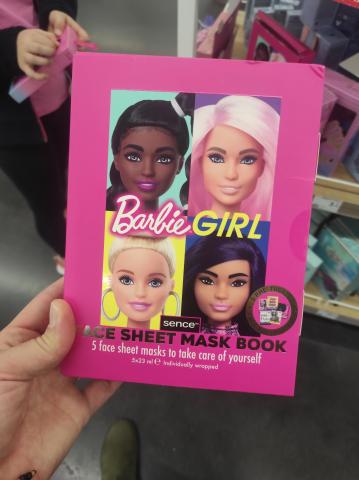 Barbie GIRL
sence
FACE SHEET MASK BOOK
5 face sheet masks to take care of yourself
5x23 ml ℮ individually wrapped